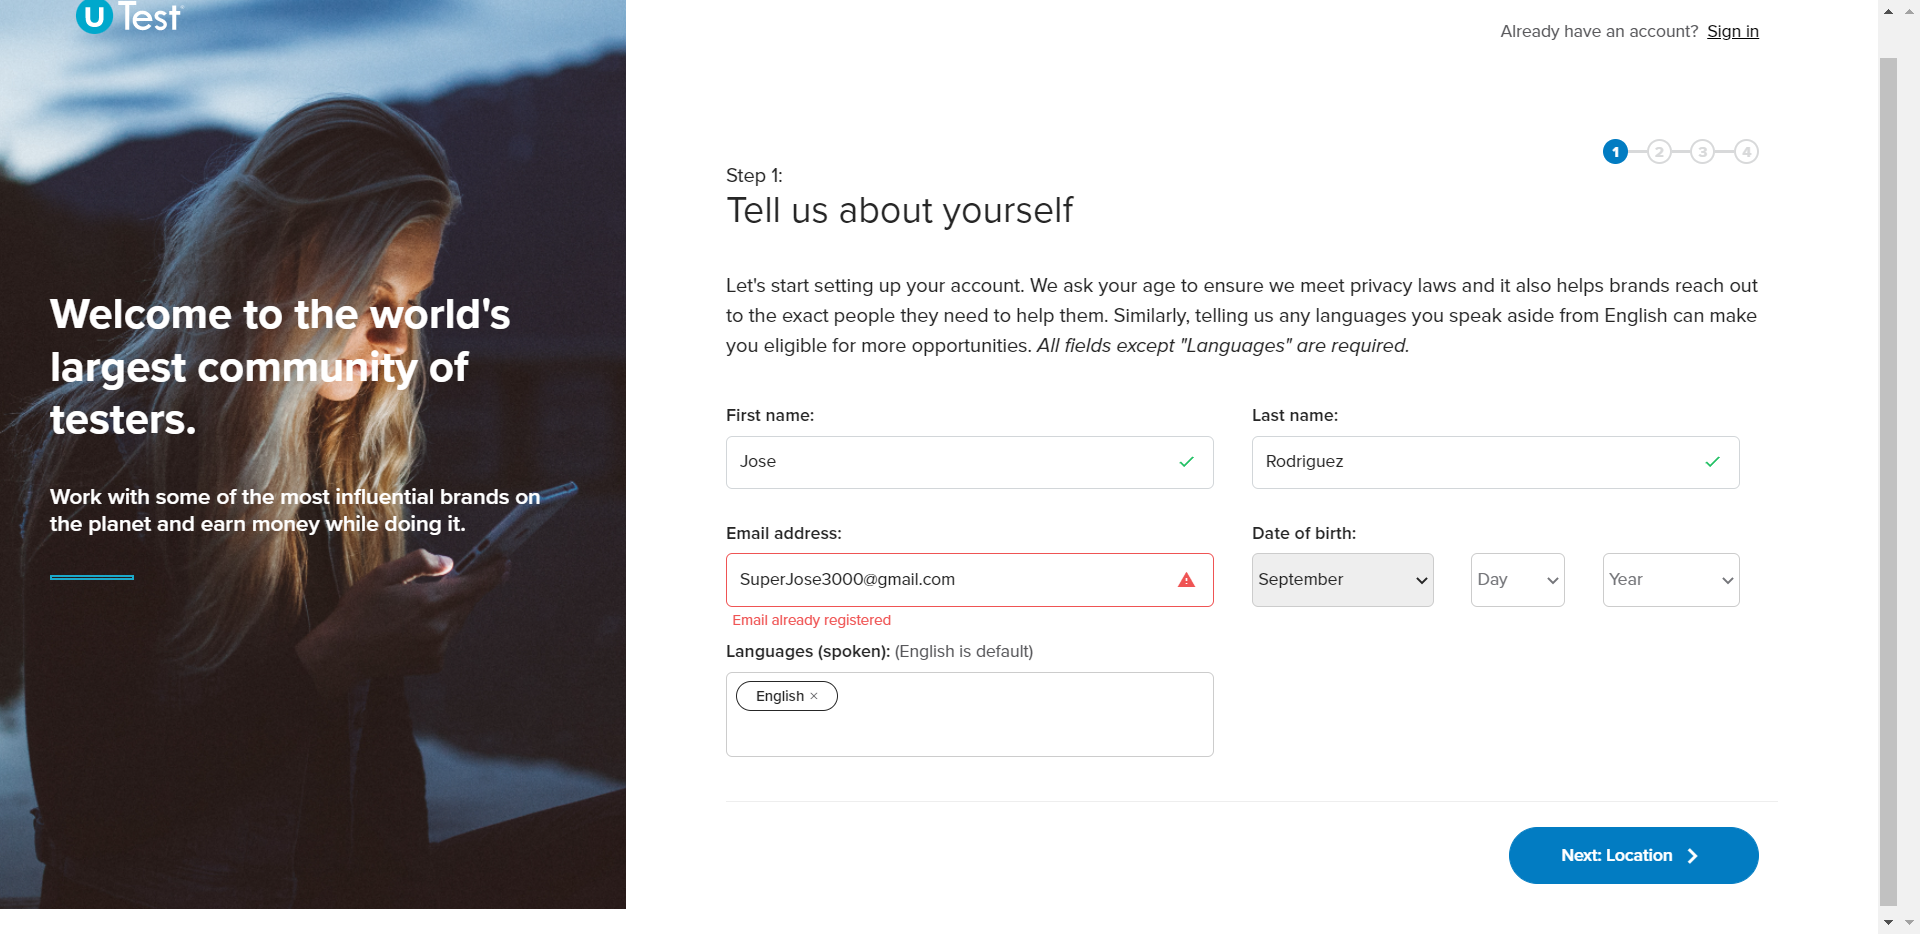 U Test
Already have an account? Sign in
1 2 3 4
Step 1:
Tell us about yourself
Welcome to the world's
largest community of
testers.
Work with some of the most influential brands on
the planet and earn money while doing it.
Let's start setting up your account. We ask your age to ensure we meet privacy laws and it also helps brands reach out
to the exact people they need to help them. Similarly, telling us any languages you speak aside from English can make
you eligible for more opportunities. All fields except "Languages" are required.
First name:
Last name:
Jose
Rodriguez
Email address:
Date of birth:
SuperJose3000@gmail.com
September
Day
Year
Email already registered
Languages (spoken): (English is default)
English ×
Next: Location